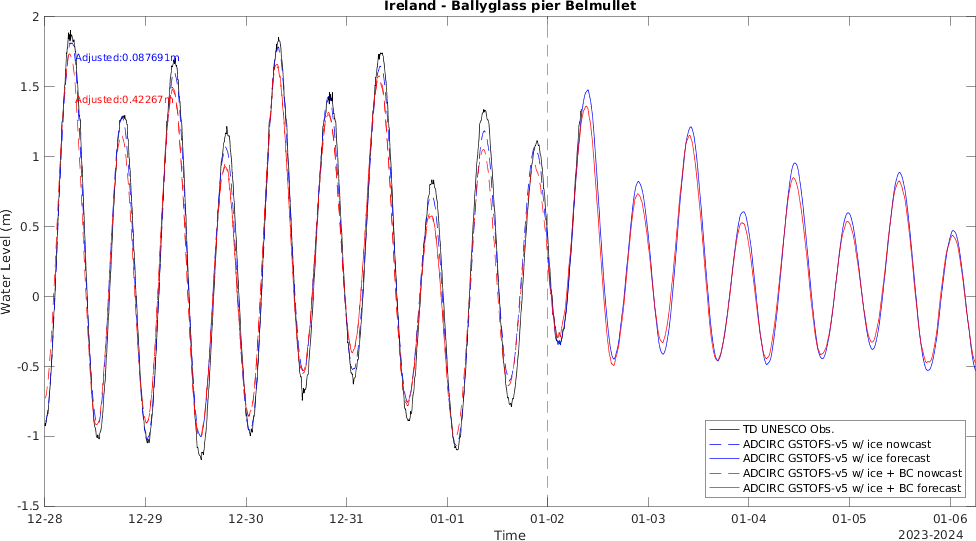 Ireland - Ballyglass pier Belmullet
Adjusted:0.087691m
Adjusted:0.42267m
Water Level (m)
2
1.5
1
0.5
0
-0.5
-1
-1.5
TD UNESCO Obs.
ADCIRC GSTOFS-v5 w/ ice nowcast
ADCIRC GSTOFS-v5 w/ ice forecast
ADCIRC GSTOFS-v5 w/ ice + BC nowcast
ADCIRC GSTOFS-v5 w/ ice + BC forecast
12-28 12-29 12-30 12-31 01-01 01-02 01-03 01-04 01-05 01-06
Time
2023-2024